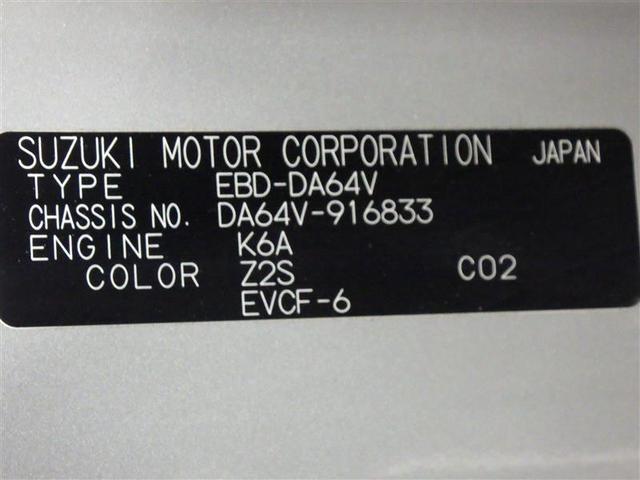 SUZUKI MOTOR CORPORATION JAPAN
TYPE EBD-DA64V
CHASSIS NO. DA64V-916833
ENGINE K6A
COLOR Z2S C02
EVCF-6